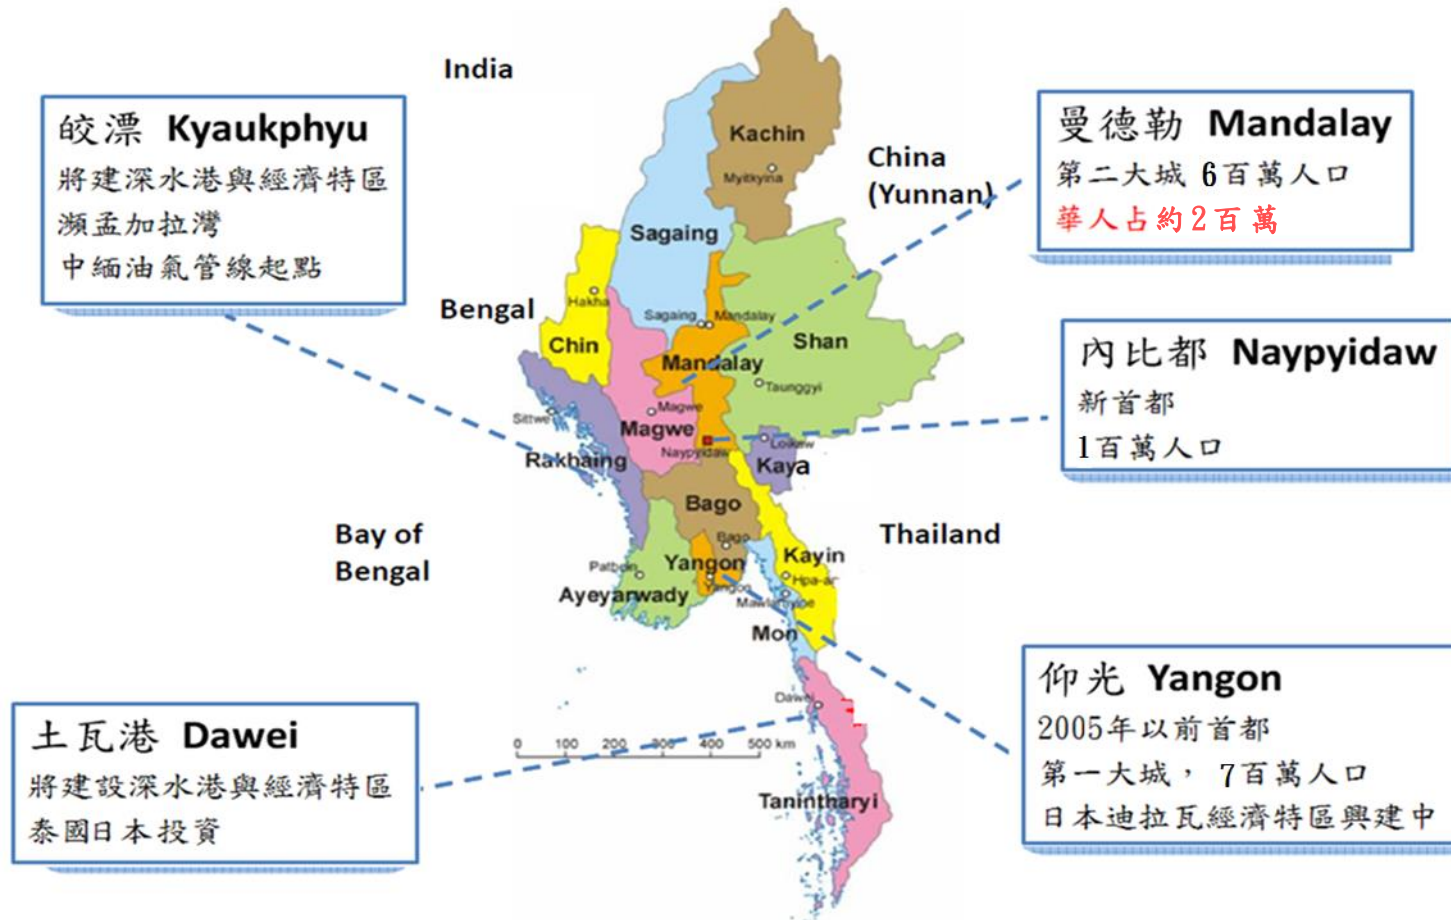 India
皎漂 Kyaukphyu
將建深水港與經濟特區
瀕孟加拉灣
中緬油氣管線起點
曼德勒 Mandalay
第二大城 6百萬人口
華人占約2百萬
Kachin
Myitkyina
China
(Yunnan)
Sagaing
Bengal
Hakha
Sagaing
Mandalay
Chin
Mandalay
Shan
Taunggyi
內比都 Naypyidaw
新首都
1百萬人口
Sittwe
Magwe
Magwe
Naypyidaw
Loikaw
Rakhaing
Kaya
Bago
Bay of
Bengal
Thailand
Bago
Yangon
Kayin
Pathein
Yangon
Hpa-an
Ayeyarwady
Mawlamyine
Mon
仰光 Yangon
2005年以前首都
第一大城, 7百萬人口
日本迪拉瓦經濟特區興建中
土瓦港 Dawei
將建設深水港與經濟特區
泰國日本投資
Dawei
0 100 200 300 400 500 km
Tanintharyi